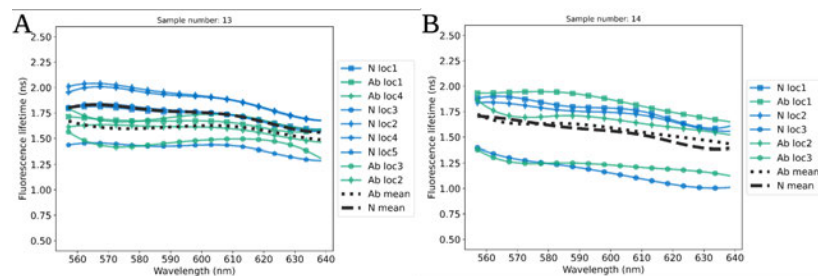 A
Sample number: 13
Fluorescence lifetime (ns)
2.50
2.25
2.00
1.75
1.50
1.25
1.00
0.75
0.50
560 570 580 590 600 610 620 630 640
Wavelength (nm)
N loc1
Ab loc1
Ab loc4
N loc3
N loc2
N loc4
N loc5
Ab loc3
Ab loc2
Ab mean
N mean
B
Sample number: 14
Fluorescence lifetime (ns)
2.50
2.25
2.00
1.75
1.50
1.25
1.00
0.75
0.50
560 570 580 590 600 610 620 630 640
Wavelength (nm)
N loc1
Ab loc1
N loc2
N loc3
Ab loc2
Ab loc3
Ab mean
N mean